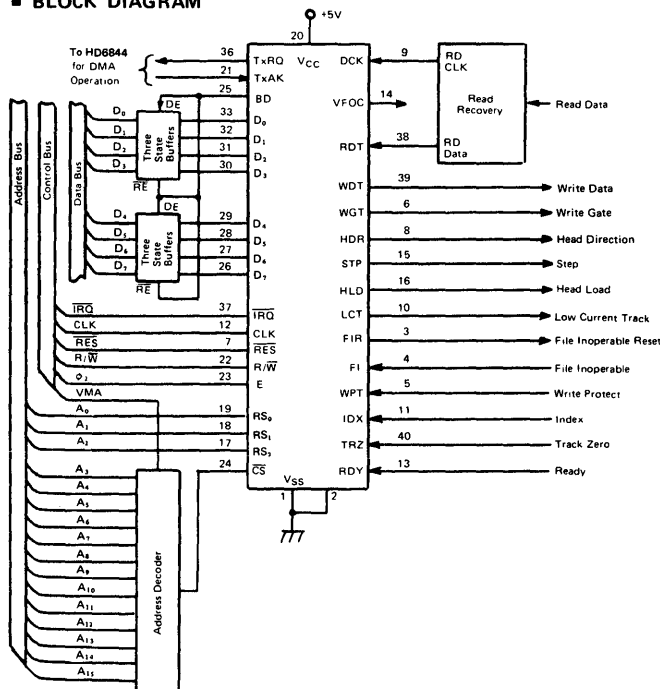 ■ BLOCK DIAGRAM
+5V
20
VCC
To HD6844
for DMA
Operation
36 TxRQ
21 TxAK
25 BD
33 D₀
32 D₁
31 D₂
30 D₃
29 D₄
28 D₅
27 D₆
26 D₇
37 IRQ
12 CLK
7 RES
22 R/W
23 E
19 RS₀
18 RS₁
17 RS₂
24 CS
VSS
1 2
DCK 9
VFOC 14
RDT 38
RD
CLK
Read
Recovery
RD
Data
Read Data
WDT 39 Write Data
WGT 6 Write Gate
HDR 8 Head Direction
STP 15 Step
HLD 16 Head Load
LCT 10 Low Current Track
FIR 3 File Inoperable Reset
FI 4 File Inoperable
WPT 5 Write Protect
IDX 11 Index
TRZ 40 Track Zero
RDY 13 Ready
Address Bus
Control Bus
Data Bus
D₀
D₁
D₂
D₃
DE
Three
State
Buffers
RE
D₄
D₅
D₆
D₇
DE
Three
State
Buffers
RE
IRQ
CLK
RES
R/W
φ₂
VMA
A₀
A₁
A₂
A₃
A₄
A₅
A₆
A₇
A₈
A₉
A₁₀
A₁₁
A₁₂
A₁₃
A₁₄
A₁₅
Address Decoder